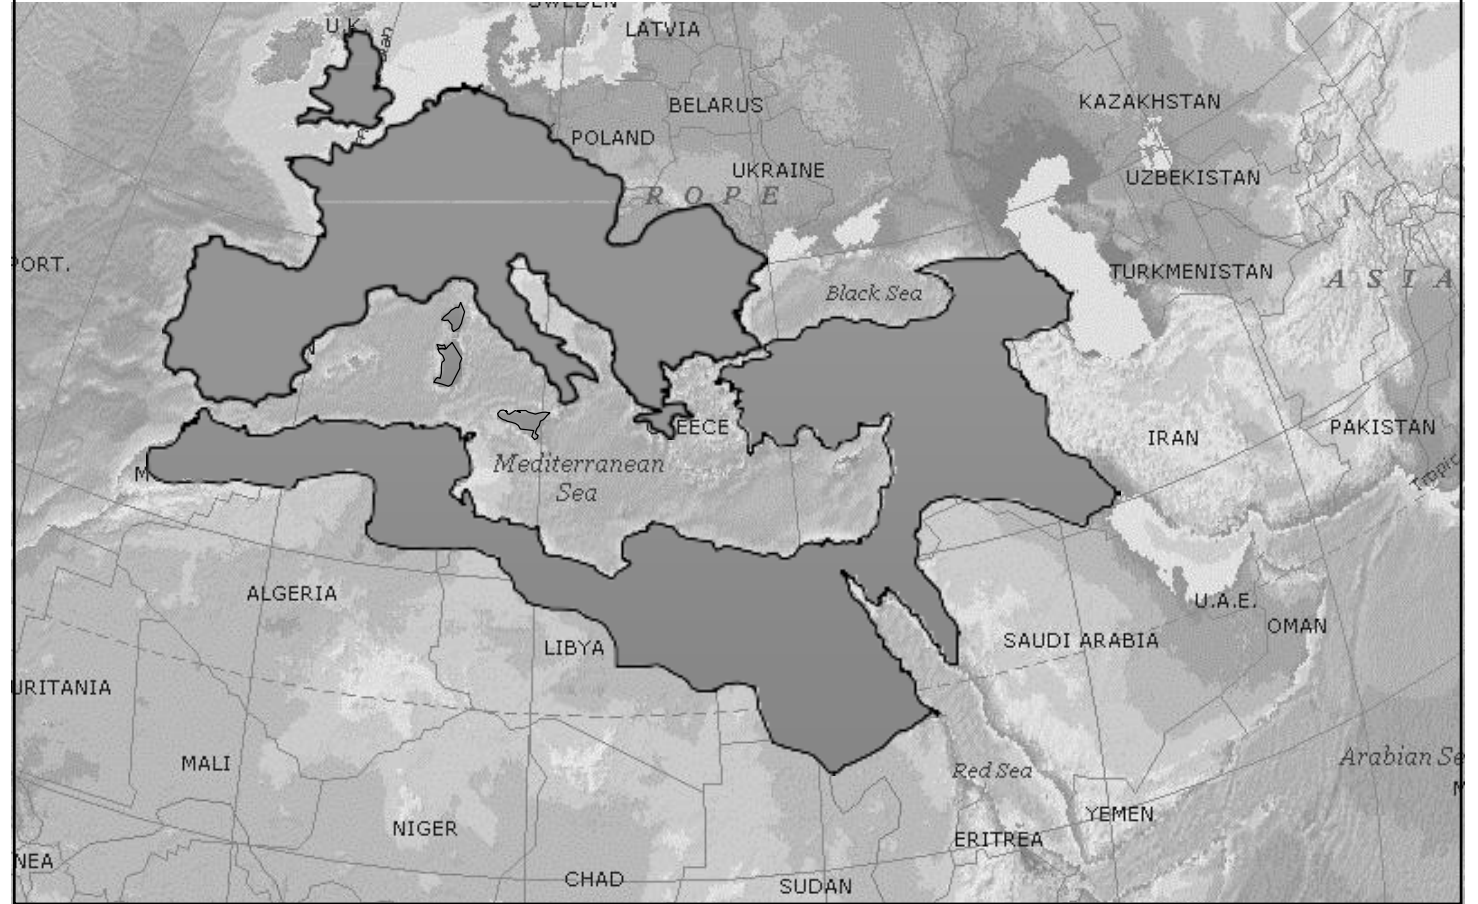 SWEDEN
U.K.
LATVIA
BELARUS
KAZAKHSTAN
POLAND
UKRAINE
UZBEKISTAN
ROPE
PORT.
TURKMENISTAN
ASIA
Black Sea
EECE
IRAN
PAKISTAN
Mediterranean
Sea
M
Tropic
ALGERIA
U.A.E.
OMAN
LIBYA
SAUDI ARABIA
URITANIA
MALI
Red Sea
Arabian Se
M
NIGER
YEMEN
ERITREA
NEA
CHAD
SUDAN